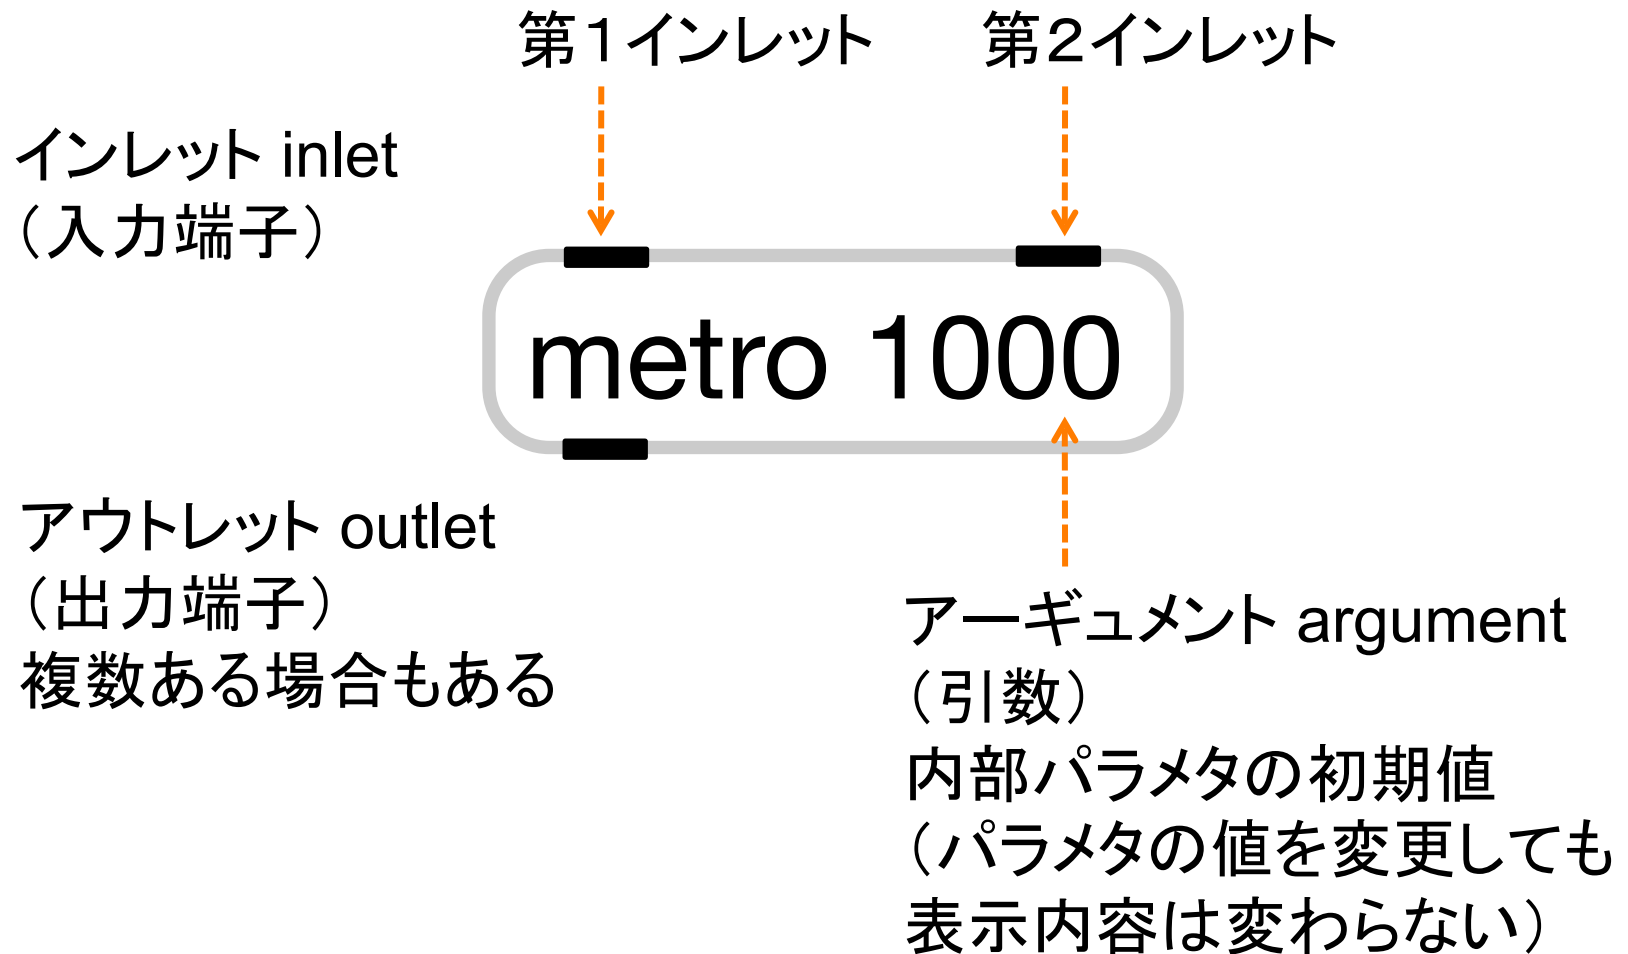 第１インレット
第２インレット
インレット inlet
（入力端子）
metro 1000
アウトレット outlet
（出力端子）
複数ある場合もある
アーギュメント argument
（引数）
内部パラメタの初期値
（パラメタの値を変更しても
表示内容は変わらない）